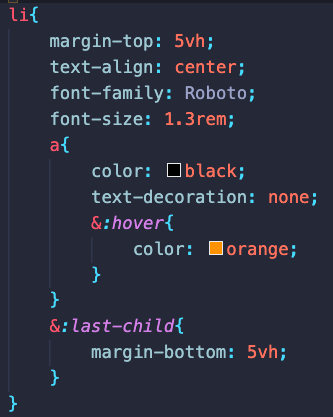 li{
    margin-top: 5vh;
    text-align: center;
    font-family: Roboto;
    font-size: 1.3rem;
    a{
        color: black;
        text-decoration: none;
        &:hover{
            color: orange;
        }
    }
    &:last-child{
        margin-bottom: 5vh;
    }
}